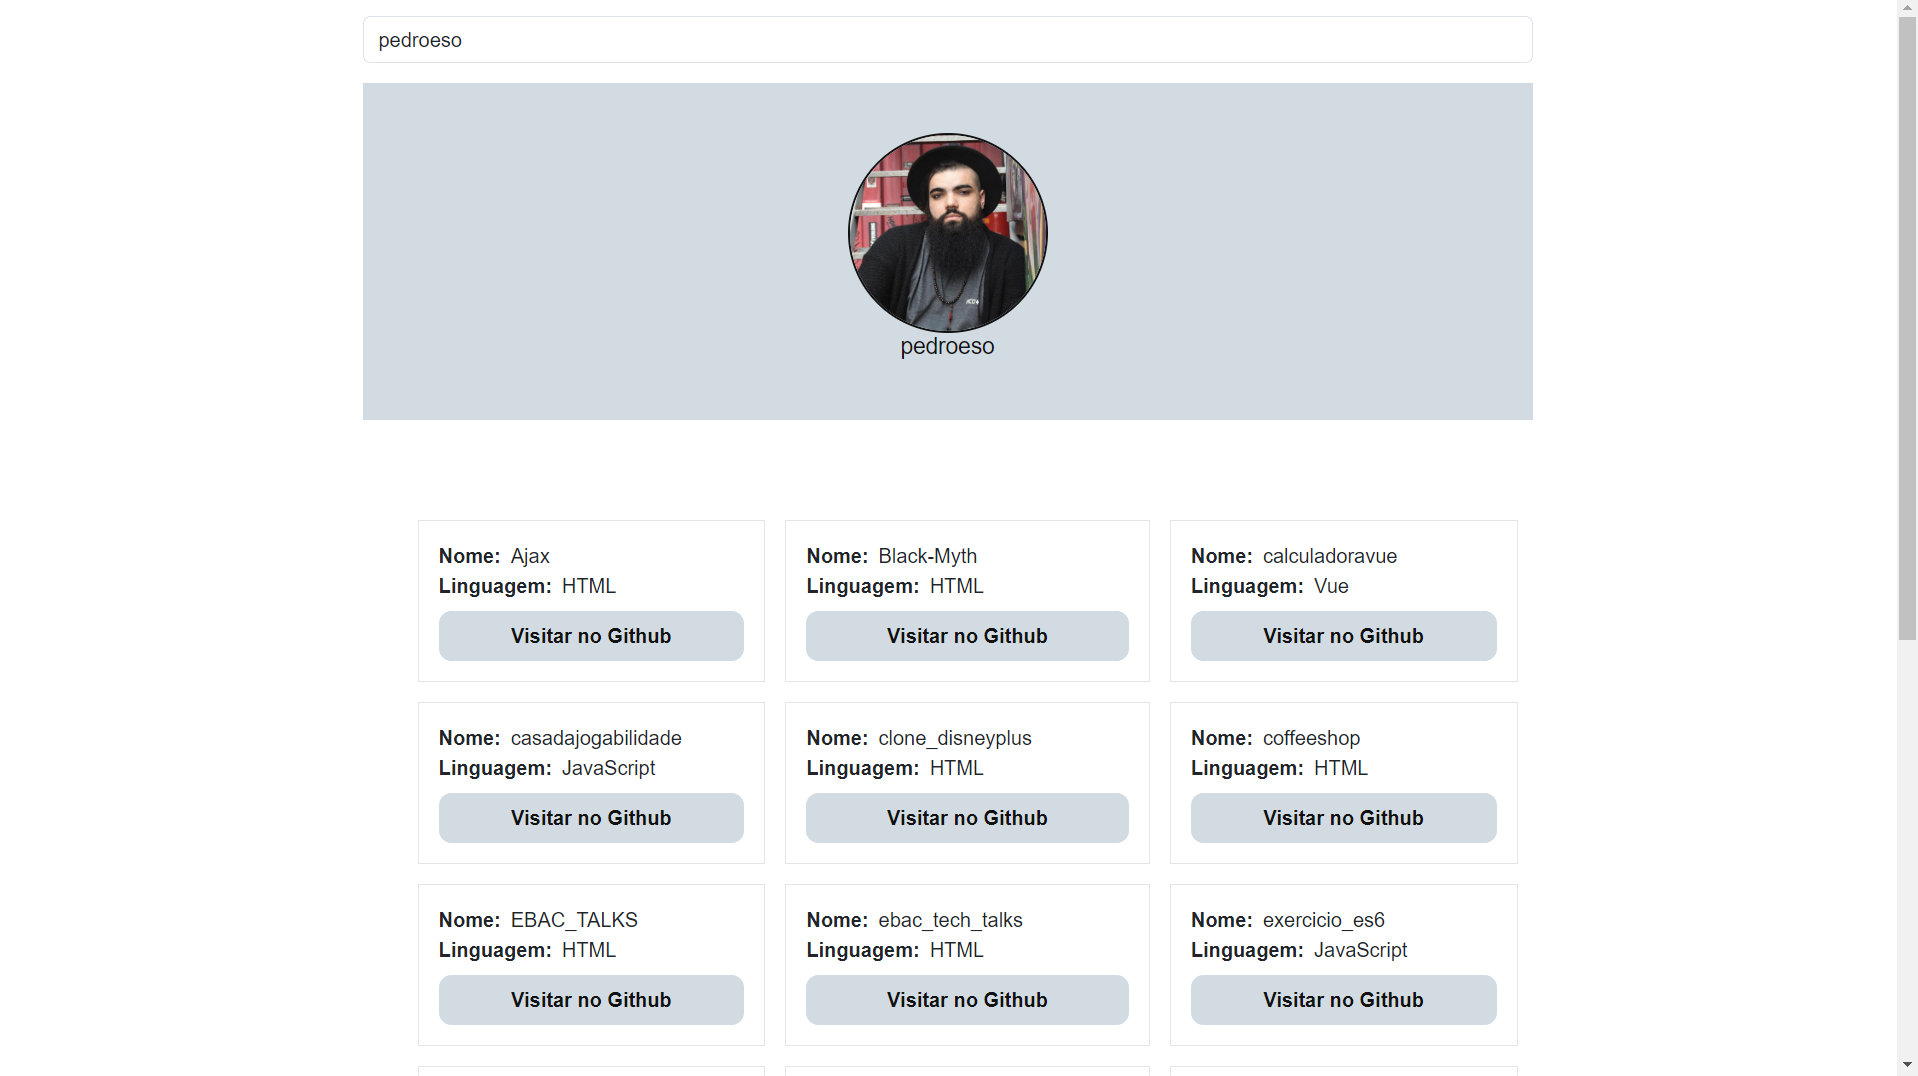 pedroeso
pedroeso
Nome: Ajax
Linguagem: HTML
Visitar no Github
Nome: Black-Myth
Linguagem: HTML
Visitar no Github
Nome: calculadoravue
Linguagem: Vue
Visitar no Github
Nome: casadajogabilidade
Linguagem: JavaScript
Visitar no Github
Nome: clone_disneyplus
Linguagem: HTML
Visitar no Github
Nome: coffeeshop
Linguagem: HTML
Visitar no Github
Nome: EBAC_TALKS
Linguagem: HTML
Visitar no Github
Nome: ebac_tech_talks
Linguagem: HTML
Visitar no Github
Nome: exercicio_es6
Linguagem: JavaScript
Visitar no Github